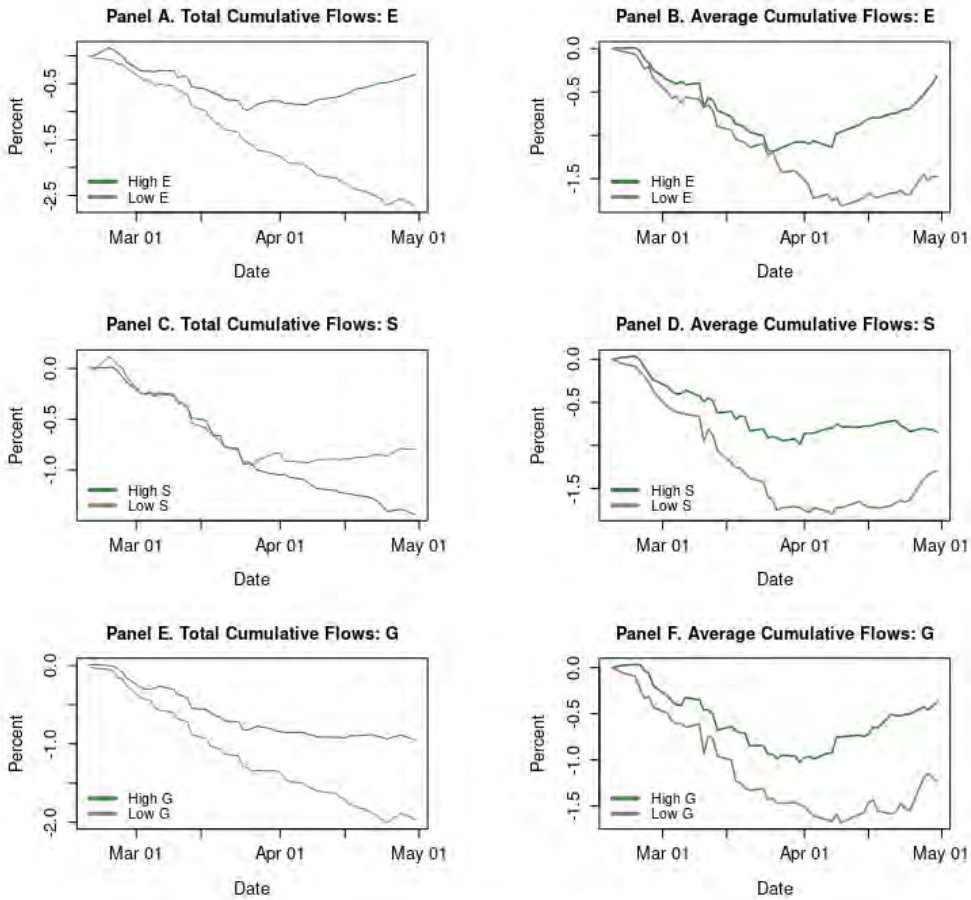 Panel A. Total Cumulative Flows: E
Percent
-0.5
-1.5
-2.5
High E
Low E
Mar 01
Apr 01
May 01
Date
Panel B. Average Cumulative Flows: E
Percent
0.0
-0.5
-1.5
High E
Low E
Mar 01
Apr 01
May 01
Date
Panel C. Total Cumulative Flows: S
Percent
0.0
-0.5
-1.0
High S
Low S
Mar 01
Apr 01
May 01
Date
Panel D. Average Cumulative Flows: S
Percent
0.0
-0.5
-1.5
High S
Low S
Mar 01
Apr 01
May 01
Date
Panel E. Total Cumulative Flows: G
Percent
0.0
-1.0
-2.0
High G
Low G
Mar 01
Apr 01
May 01
Date
Panel F. Average Cumulative Flows: G
Percent
0.0
-0.5
-1.0
-1.5
High G
Low G
Mar 01
Apr 01
May 01
Date